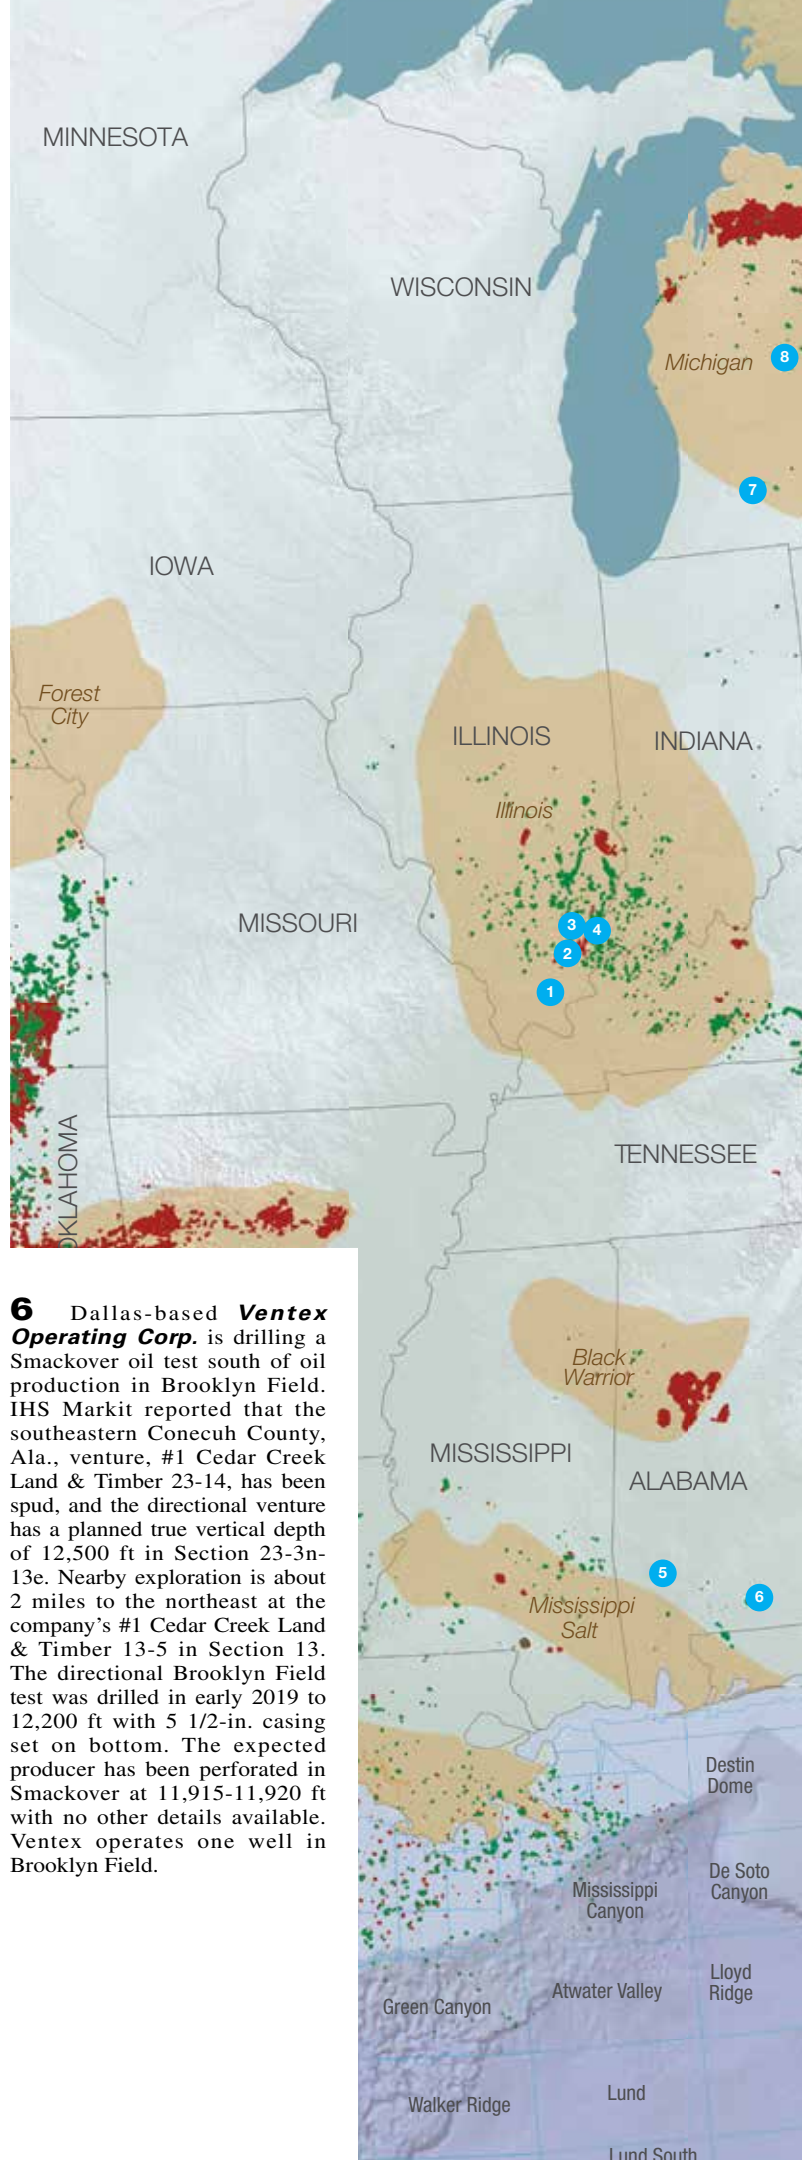 MINNESOTA
WISCONSIN
Michigan
8
7
IOWA
Forest
City
ILLINOIS
INDIANA
Illinois
MISSOURI
3
4
2
1
OKLAHOMA
TENNESSEE
6 Dallas-based Ventex
Operating Corp. is drilling a
Smackover oil test south of oil
production in Brooklyn Field.
IHS Markit reported that the
southeastern Conecuh County,
Ala., venture, #1 Cedar Creek
Land & Timber 23-14, has been
spud, and the directional venture
has a planned true vertical depth
of 12,500 ft in Section 23-3n-
13e. Nearby exploration is about
2 miles to the northeast at the
company's #1 Cedar Creek Land
& Timber 13-5 in Section 13.
The directional Brooklyn Field
test was drilled in early 2019 to
12,200 ft with 5 1/2-in. casing
set on bottom. The expected
producer has been perforated in
Smackover at 11,915-11,920 ft
with no other details available.
Ventex operates one well in
Brooklyn Field.
Black
Warrior
MISSISSIPPI
ALABAMA
5
6
Mississippi
Salt
Destin
Dome
De Soto
Canyon
Mississippi
Canyon
Lloyd
Ridge
Atwater Valley
Green Canyon
Lund
Walker Ridge
Lund South